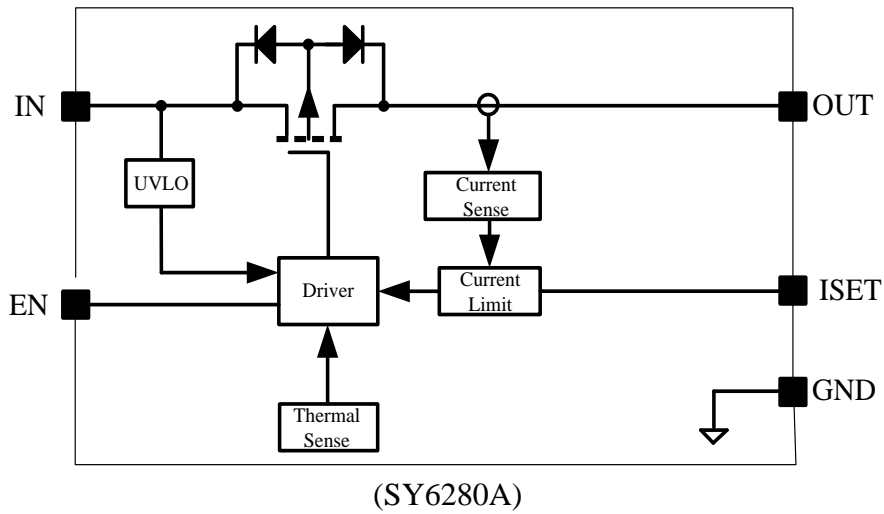 IN
OUT
UVLO
Current
Sense
EN
Driver
Current
Limit
ISET
GND
Thermal
Sense
(SY6280A)